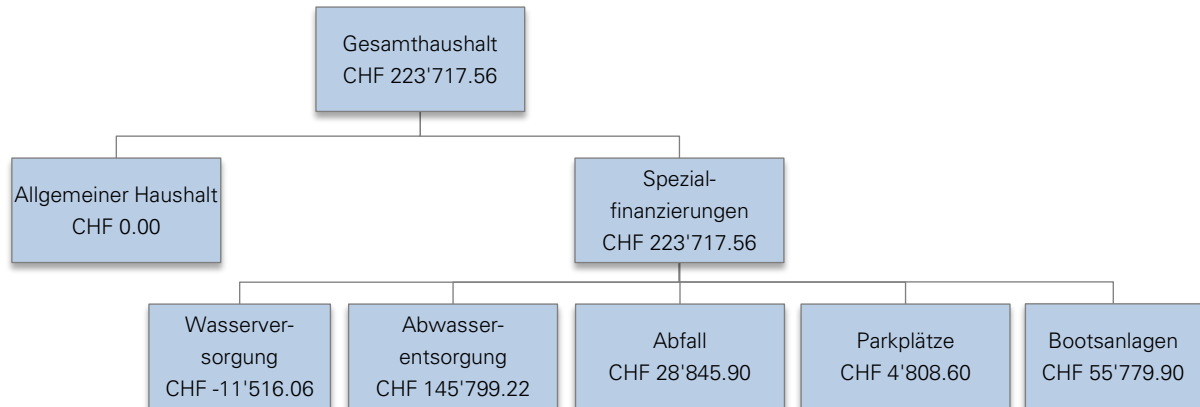 Gesamthaushalt
CHF 223'717.56
Allgemeiner Haushalt
CHF 0.00
Spezial-
finanzierungen
CHF 223'717.56
Wasserver-
sorgung
CHF -11'516.06
Abwasser-
entsorgung
CHF 145'799.22
Abfall
CHF 28'845.90
Parkplätze
CHF 4'808.60
Bootsanlagen
CHF 55'779.90